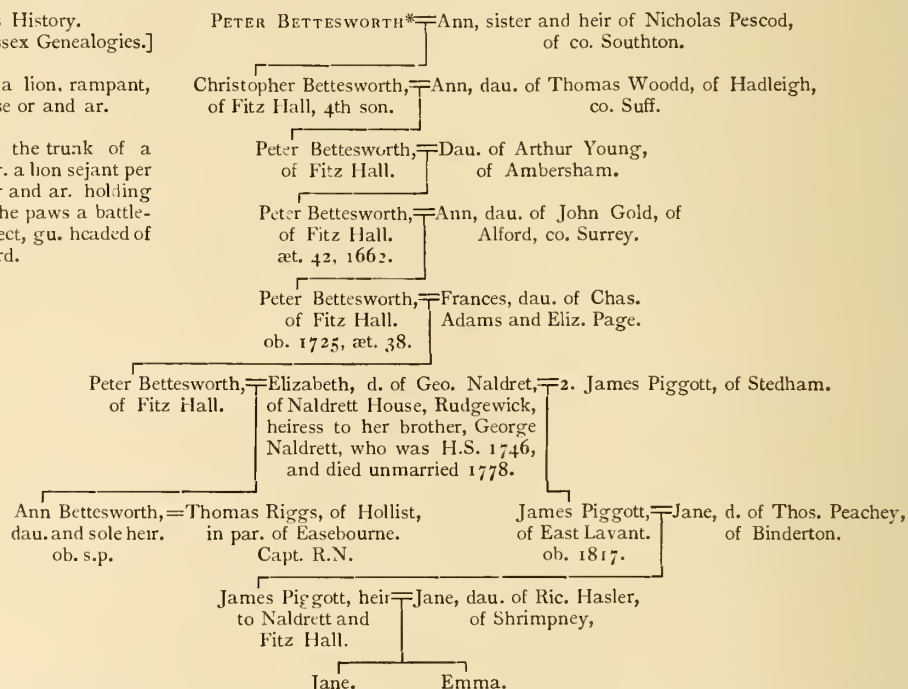 s History.
ssex Genealogies.]
a lion, rampant,
se or and ar.
the trunk of a
r. a lion sejant per
r and ar. holding
he paws a battle-
ect, gu. headed of
rd.
PETER BETTESWORTH*=Ann, sister and heir of Nicholas Pescod,
of co. Southton.
Christopher Bettesworth,=Ann, dau. of Thomas Woodd, of Hadleigh,
of Fitz Hall, 4th son. co. Suff.
Peter Bettesworth,=Dau. of Arthur Young,
of Fitz Hall. of Ambersham.
Peter Bettesworth,=Ann, dau. of John Gold, of
of Fitz Hall. Alford, co. Surrey.
æt. 42, 1662.
Peter Bettesworth,=Frances, dau. of Chas.
of Fitz Hall. Adams and Eliz. Page.
ob. 1725, æt. 38.
Peter Bettesworth,=Elizabeth, d. of Geo. Naldret,=2. James Piggott, of Stedham.
of Fitz Hall. of Naldrett House, Rudgewick,
heiress to her brother, George
Naldrett, who was H.S. 1746,
and died unmarried 1778.
Ann Bettesworth,=Thomas Riggs, of Hollist, James Piggott,=Jane, d. of Thos. Peachey,
dau. and sole heir. in par. of Easebourne. of East Lavant. of Binderton.
ob. s.p. Capt. R.N. ob. 1817.
James Piggott, heir=Jane, dau. of Ric. Hasler,
to Naldrett and of Shrimpney,
Fitz Hall.
Jane. Emma.